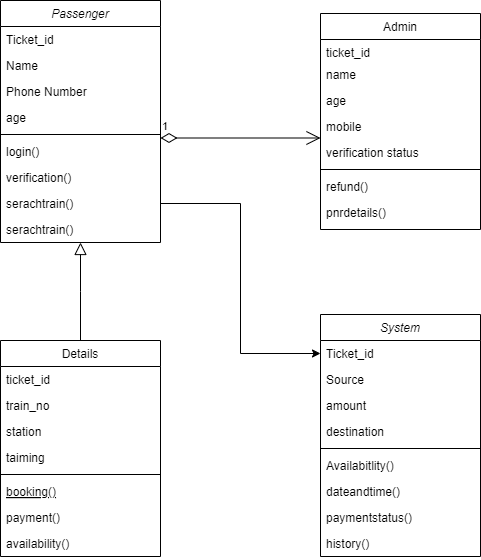 Passenger
Ticket_id
Name
Phone Number
age
login()
verification()
serachtrain()
serachtrain()
1
Admin
ticket_id
name
age
mobile
verification status
refund()
pnrdetails()
Details
ticket_id
train_no
station
taiming
booking()
payment()
availability()
System
Ticket_id
Source
amount
destination
Availabitlity()
dateandtime()
paymentstatus()
history()